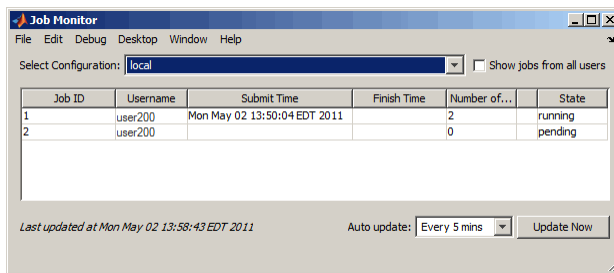 Job Monitor
File Edit Debug Desktop Window Help
Select Configuration: local Show jobs from all users
Job ID Username Submit Time Finish Time Number of... State
1 user200 Mon May 02 13:50:04 EDT 2011 2 running
2 user200 0 pending
Last updated at Mon May 02 13:58:43 EDT 2011 Auto update: Every 5 mins Update Now